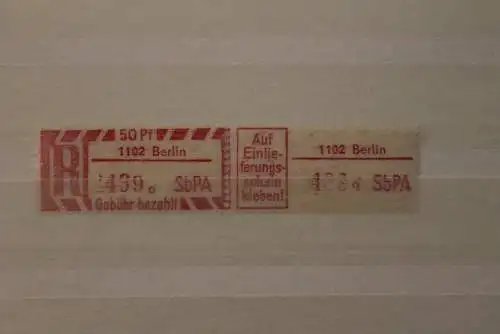 50 Pf
R
1102 Berlin
439 d SbPA
Gebühr bezahlt
Auf
Einlie-
ferungs-
schein
kleben!
1102 Berlin
SbPA